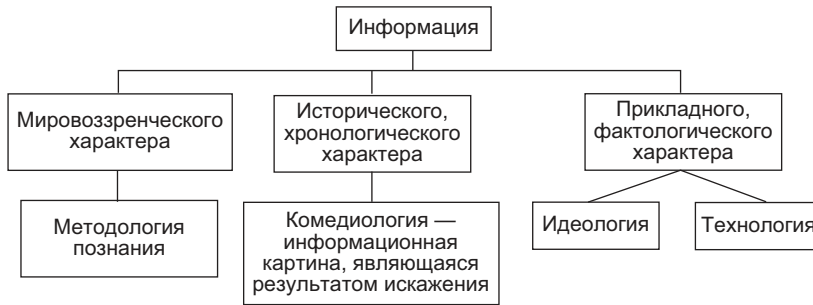 Информация
Мировоззренческого
характера
Исторического,
хронологического
характера
Прикладного,
фактологического
характера
Методология
познания
Комедиология —
информационная
картина, являющаяся
результатом искажения
Идеология
Технология